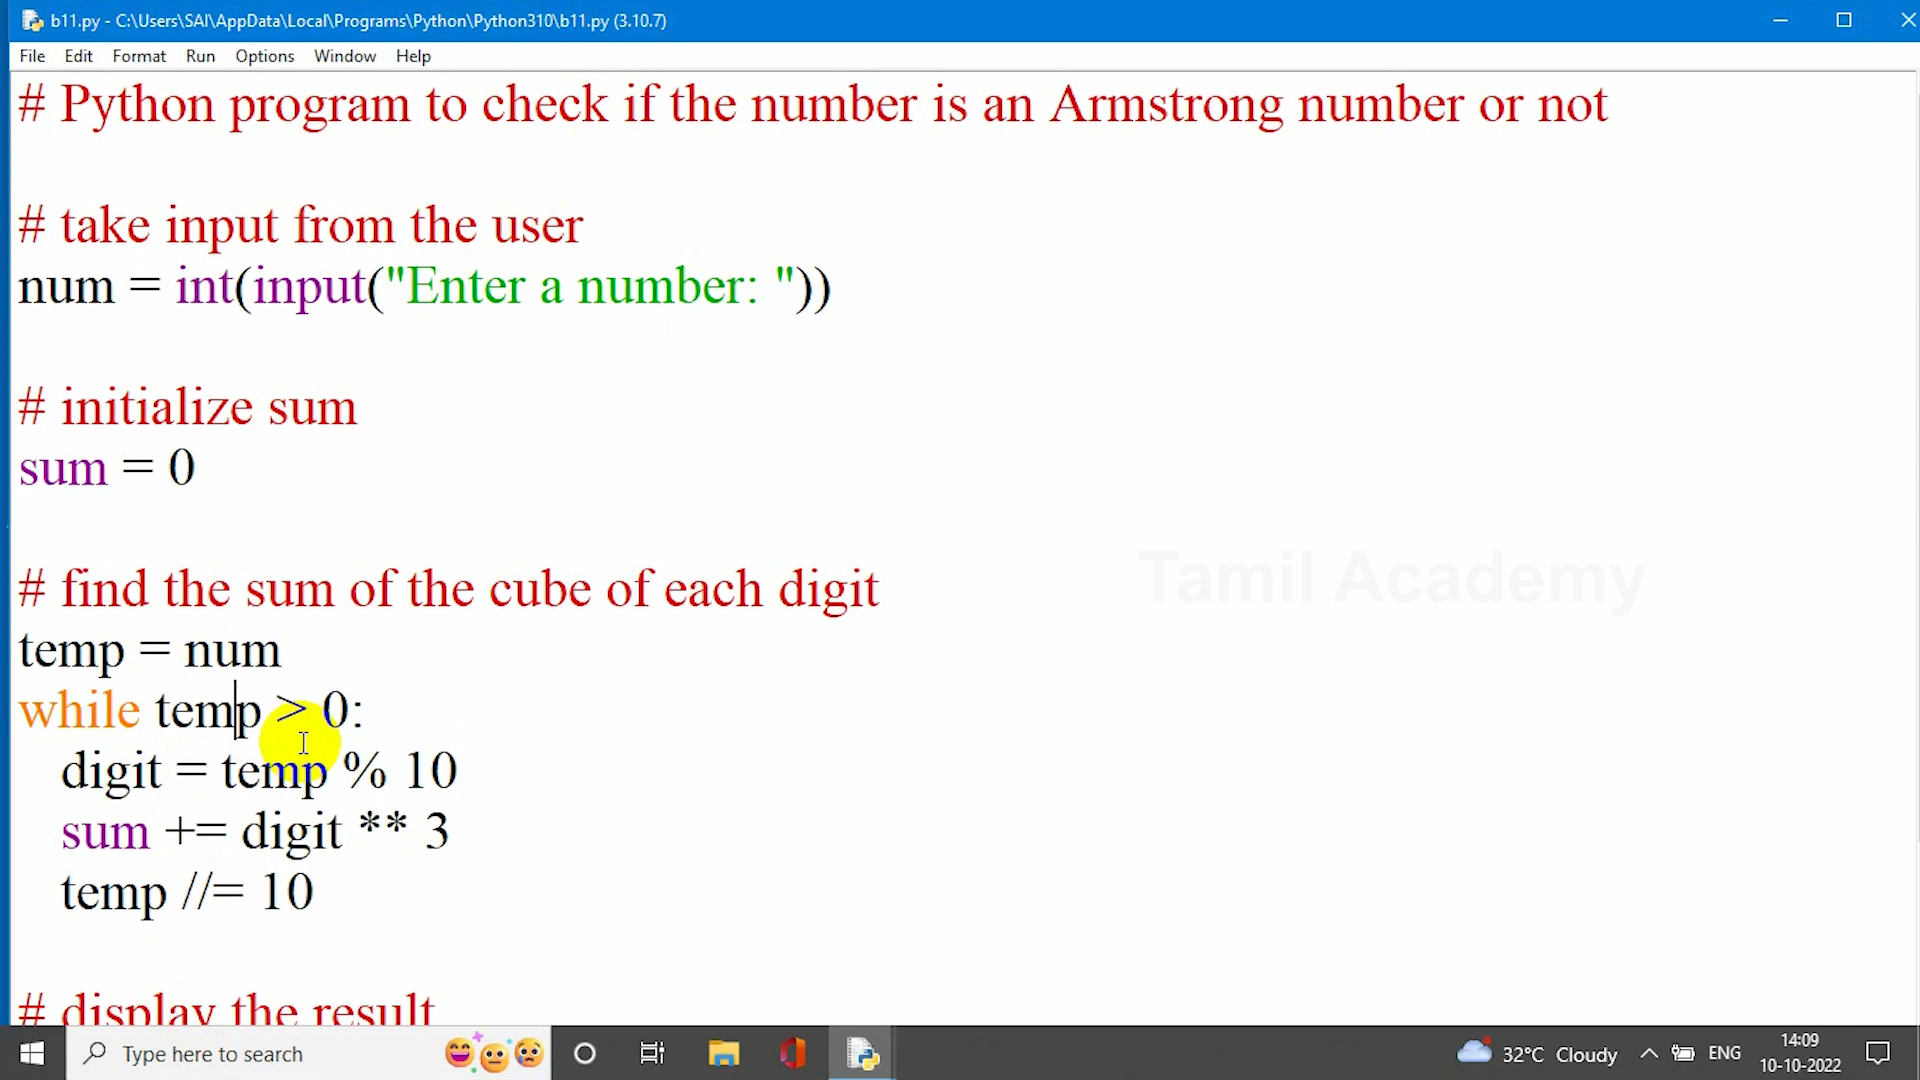 b11.py - C:\Users\SAI\AppData\Local\Programs\Python\Python310\b11.py (3.10.7)
File Edit Format Run Options Window Help
# Python program to check if the number is an Armstrong number or not
# take input from the user
num = int(input("Enter a number: "))
# initialize sum
sum = 0
# find the sum of the cube of each digit
temp = num
while temp > 0:
digit = temp % 10
sum += digit ** 3
temp //= 10
# display the result
Tamil Academy
Type here to search
32°C Cloudy
ENG
14:09
10-10-2022